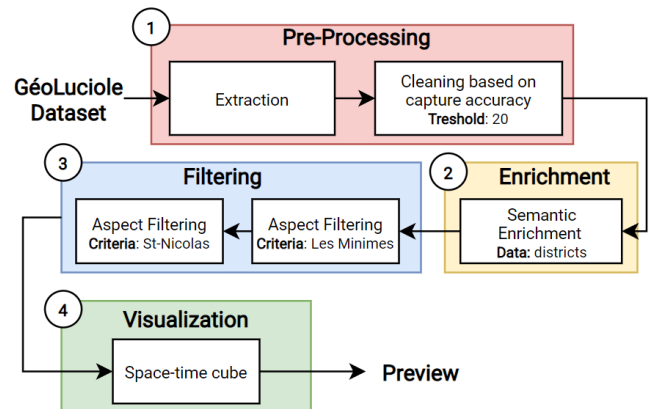 1
Pre-Processing
GéoLuciole
Dataset
Extraction
Cleaning based on
capture accuracy
Treshold: 20
3
Filtering
Aspect Filtering
Criteria: St-Nicolas
Aspect Filtering
Criteria: Les Minimes
2
Enrichment
Semantic
Enrichment
Data: districts
4
Visualization
Space-time cube
Preview